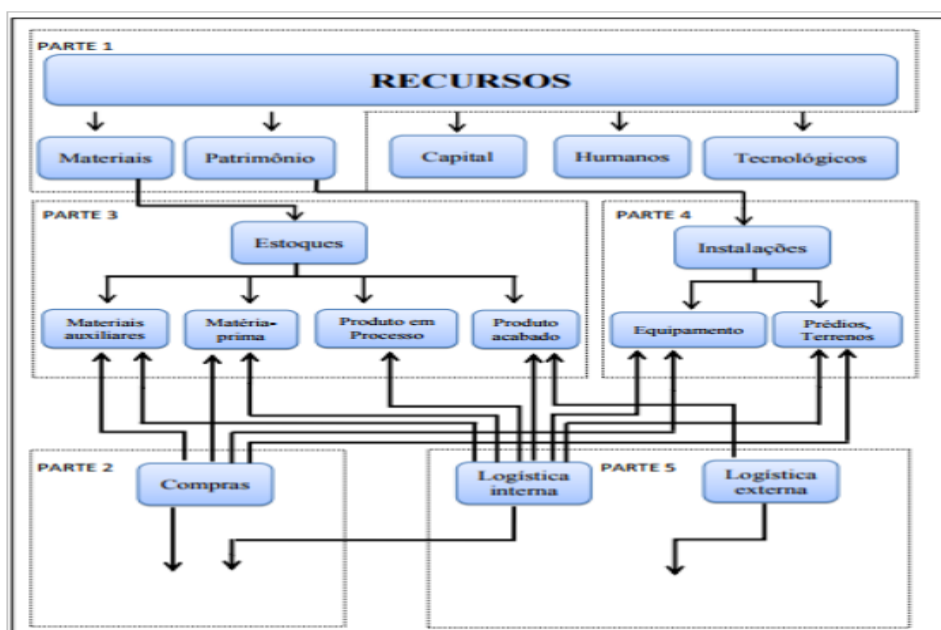 PARTE 1
RECURSOS
Materiais
Patrimônio
Capital
Humanos
Tecnológicos
PARTE 3
Estoques
PARTE 4
Instalações
Materiais
auxiliares
Matéria-
prima
Produto em
Processo
Produto
acabado
Equipamento
Prédios,
Terrenos
PARTE 2
Compras
Logística
interna
PARTE 5
Logística
externa